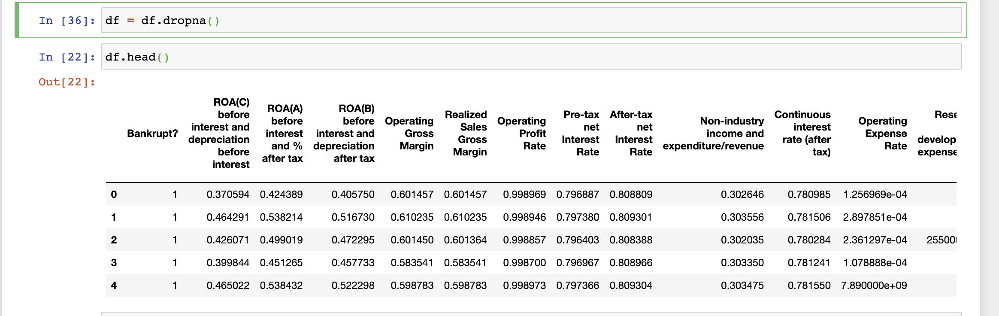 In [36]: df = df.dropna()
In [22]: df.head()
Out[22]:
Bankrupt? ROA(C) before interest and depreciation before interest ROA(A) before interest and % after tax ROA(B) before interest and depreciation after tax Operating Gross Margin Realized Sales Gross Margin Operating Profit Rate Pre-tax net Interest Rate After-tax net Interest Rate Non-industry income and expenditure/revenue Continuous interest rate (after tax) Operating Expense Rate
0 1 0.370594 0.424389 0.405750 0.601457 0.601457 0.998969 0.796887 0.808809 0.302646 0.780985 1.256969e-04
1 1 0.464291 0.538214 0.516730 0.610235 0.610235 0.998946 0.797380 0.809301 0.303556 0.781506 2.897851e-04
2 1 0.426071 0.499019 0.472295 0.601450 0.601364 0.998857 0.796403 0.808388 0.302035 0.780284 2.361297e-04
3 1 0.399844 0.451265 0.457733 0.583541 0.583541 0.998700 0.796967 0.808966 0.303350 0.781241 1.078888e-04
4 1 0.465022 0.538432 0.522298 0.598783 0.598783 0.998973 0.797366 0.809304 0.303475 0.781550 7.890000e+09